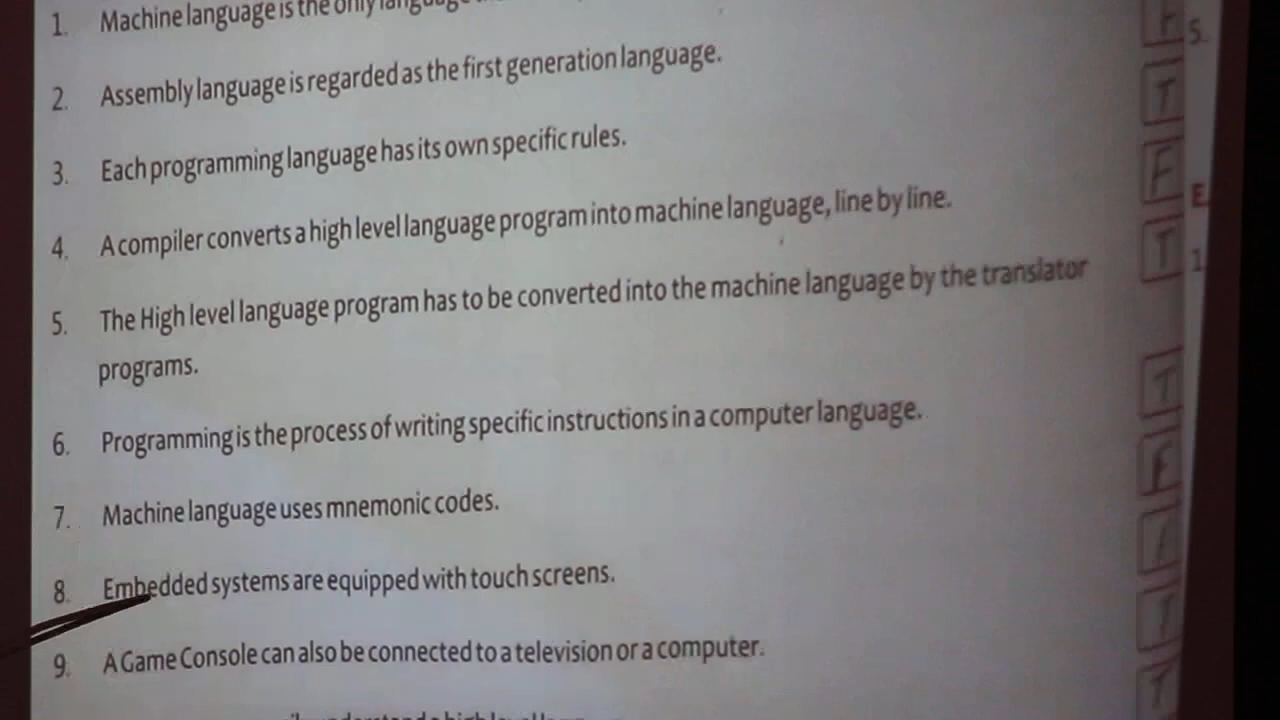 1. Machine language is the only language
2. Assembly language is regarded as the first generation language.
3. Each programming language has its own specific rules.
4. A compiler converts a high level language program into machine language, line by line.
5. The High level language program has to be converted into the machine language by the translator
programs.
6. Programming is the process of writing specific instructions in a computer language.
7. Machine language uses mnemonic codes.
8. Embedded systems are equipped with touch screens.
9. A Game Console can also be connected to a television or a computer.
F
T
F
T
T
F
T
T
S.
E
1